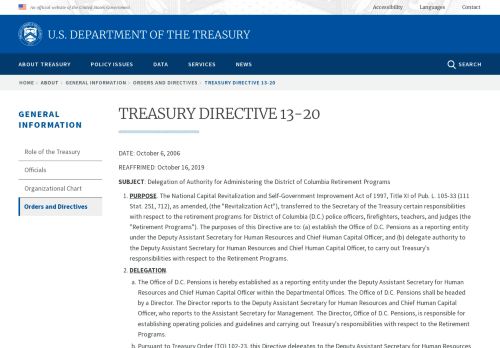 An official website of the United States Government
Accessibility Languages Contact
U.S. DEPARTMENT OF THE TREASURY
ABOUT TREASURY POLICY ISSUES DATA SERVICES NEWS SEARCH
HOME › ABOUT › GENERAL INFORMATION › ORDERS AND DIRECTIVES › TREASURY DIRECTIVE 13-20
GENERAL
INFORMATION
Role of the Treasury
Officials
Organizational Chart
Orders and Directives
TREASURY DIRECTIVE 13-20
DATE: October 6, 2006
REAFFRIMED: October 16, 2019
SUBJECT: Delegation of Authority for Administering the District of Columbia Retirement Programs
1. PURPOSE. The National Capital Revitalization and Self-Government Improvement Act of 1997, Title XI of Pub. L. 105-33 (111
Stat. 251, 712), as amended, (the "Revitalization Act"), transferred to the Secretary of the Treasury certain responsibilities
with respect to the retirement programs for District of Columbia (D.C.) police officers, firefighters, teachers, and judges (the
"Retirement Programs"). The purposes of this Directive are to: (a) establish the Office of D.C. Pensions as a reporting entity
under the Deputy Assistant Secretary for Human Resources and Chief Human Capital Officer; and (b) delegate authority to
the Deputy Assistant Secretary for Human Resources and Chief Human Capital Officer, to carry out Treasury's
responsibilities with respect to the Retirement Programs.
2. DELEGATION.
a. The Office of D.C. Pensions is hereby established as a reporting entity under the Deputy Assistant Secretary for Human
Resources and Chief Human Capital Officer within the Departmental Offices. The Office of D.C. Pensions shall be
headed by a Director. The Director reports to the Deputy Assistant Secretary for Human Resources and Chief Human
Capital Officer, who reports to the Assistant Secretary for Management. The Director, Office of D.C. Pensions, is responsible for
establishing operating policies and guidelines and carrying out Treasury's responsibilities with respect to the Retirement
Programs.
b. Pursuant to Treasury Order (TO) 102-23, this Directive delegates to the Deputy Assistant Secretary for Human Resources